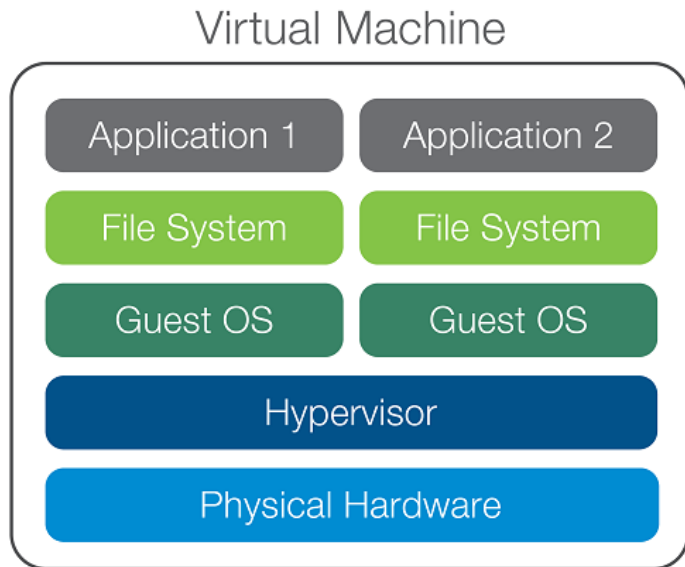 Virtual Machine
Application 1 Application 2
File System File System
Guest OS Guest OS
Hypervisor
Physical Hardware